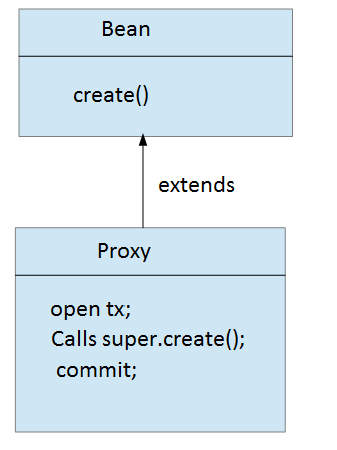 Bean
create()
extends
Proxy
open tx;
Calls super.create();
commit;